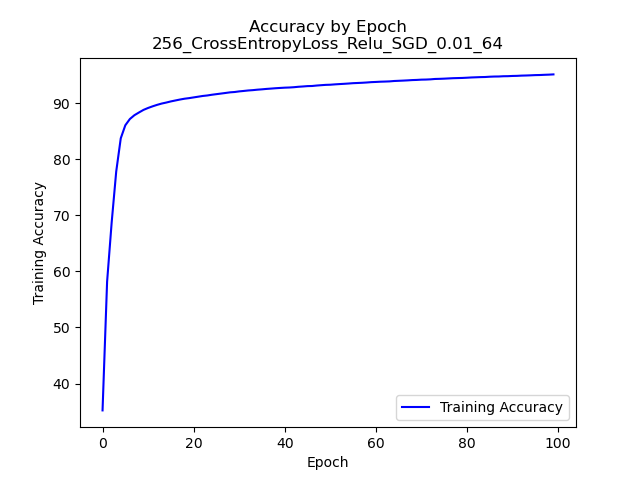 Accuracy by Epoch
256_CrossEntropyLoss_Relu_SGD_0.01_64
Training Accuracy
90
80
70
60
50
40
Training Accuracy
0 20 40 60 80 100
Epoch